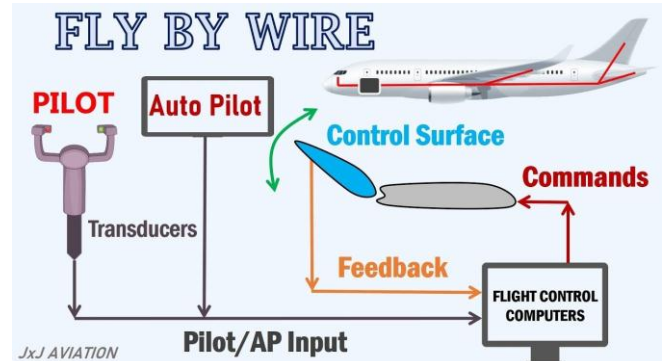 FLY BY WIRE
PILOT
Auto Pilot
Control Surface
Commands
Transducers
Feedback
FLIGHT CONTROL
COMPUTERS
Pilot/AP Input
JxJ AVIATION